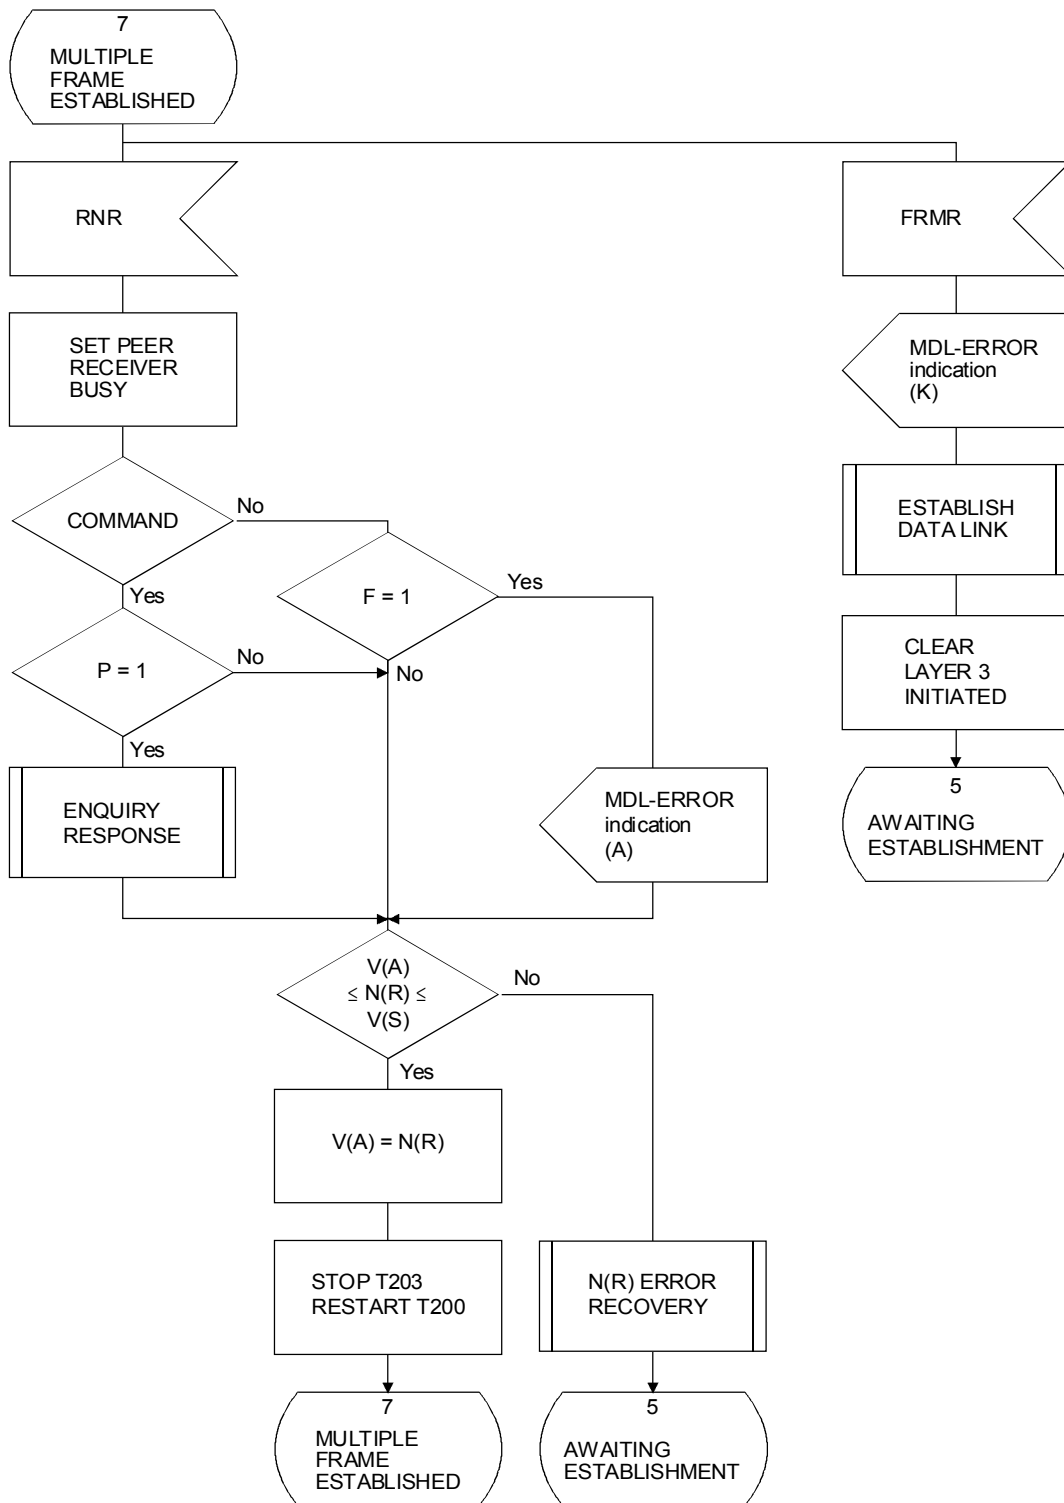 7
MULTIPLE
FRAME
ESTABLISHED
RNR
FRMR
SET PEER
RECEIVER
BUSY
MDL-ERROR
indication
(K)
COMMAND
No
Yes
ESTABLISH
DATA LINK
F = 1
Yes
No
P = 1
No
Yes
CLEAR
LAYER 3
INITIATED
ENQUIRY
RESPONSE
MDL-ERROR
indication
(A)
5
AWAITING
ESTABLISHMENT
V(A)
≤ N(R) ≤
V(S)
No
Yes
V(A) = N(R)
STOP T203
RESTART T200
N(R) ERROR
RECOVERY
7
MULTIPLE
FRAME
ESTABLISHED
5
AWAITING
ESTABLISHMENT